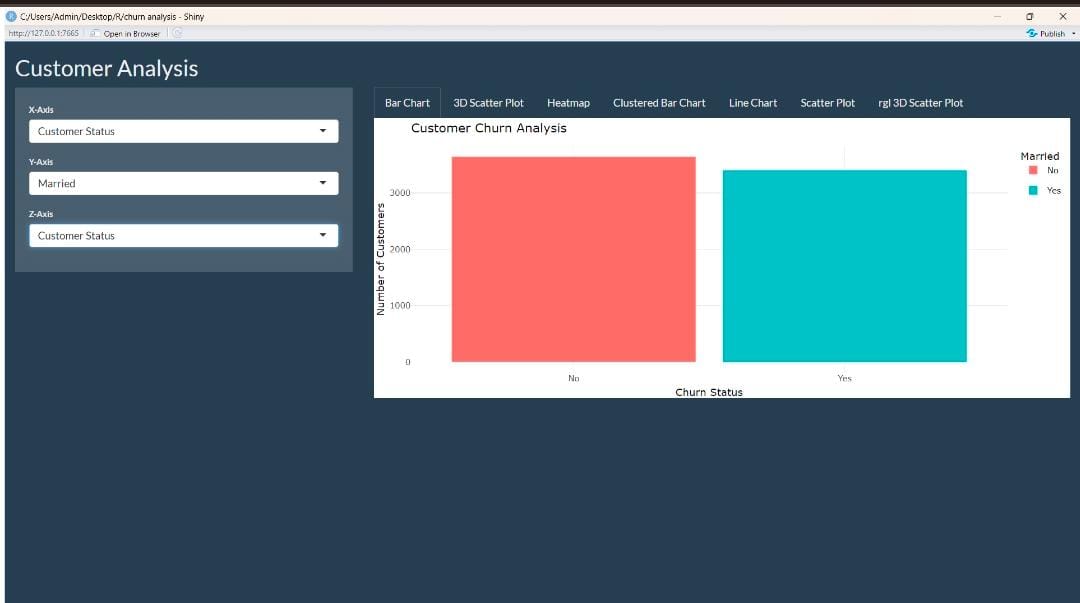 C:/Users/Admin/Desktop/R/churn analysis - Shiny
http://127.0.0.1:7665 Open in Browser Publish
Customer Analysis
X-Axis
Customer Status
Y-Axis
Married
Z-Axis
Customer Status
Bar Chart 3D Scatter Plot Heatmap Clustered Bar Chart Line Chart Scatter Plot rgl 3D Scatter Plot
Customer Churn Analysis
Number of Customers
3000
2000
1000
0
No Yes
Churn Status
Married
No
Yes